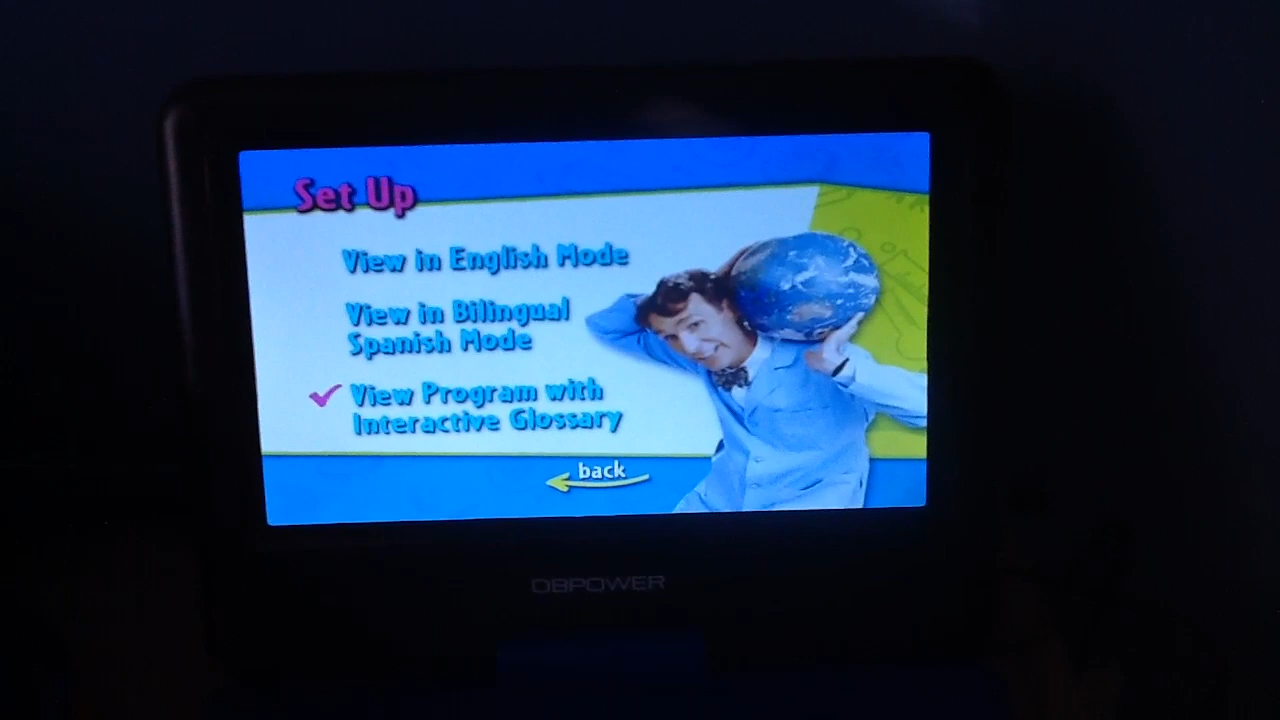 Set Up
View in English Mode
View in Bilingual
Spanish Mode
View Program with
Interactive Glossary
back
DBPOWER